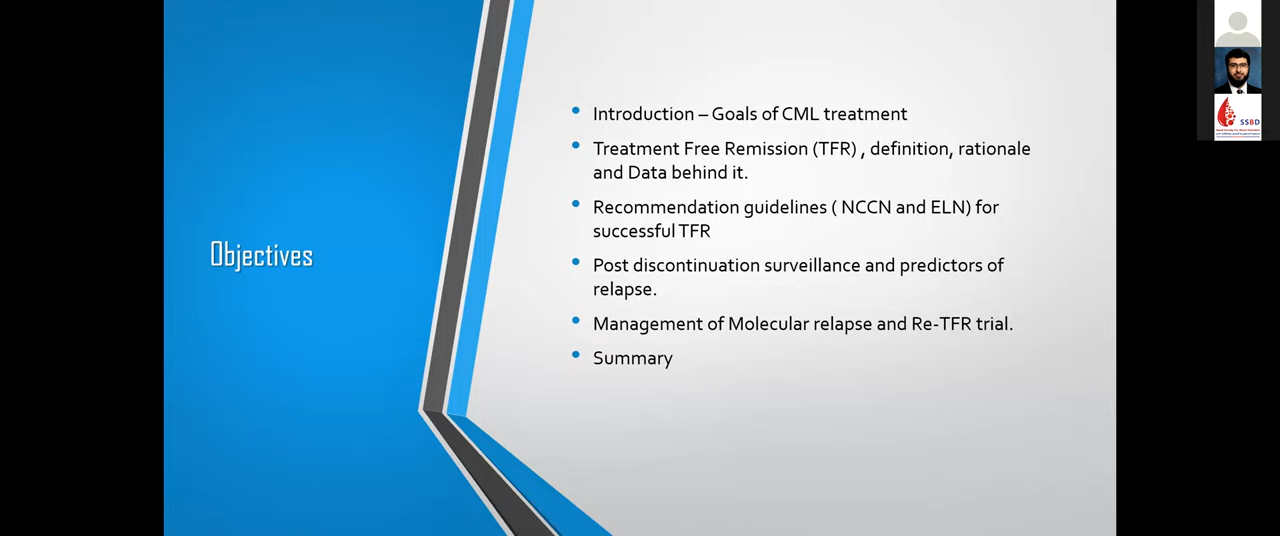 Objectives
Introduction – Goals of CML treatment
Treatment Free Remission (TFR) , definition, rationale
and Data behind it.
Recommendation guidelines ( NCCN and ELN) for
successful TFR
Post discontinuation surveillance and predictors of
relapse.
Management of Molecular relapse and Re-TFR trial.
Summary
SSBD